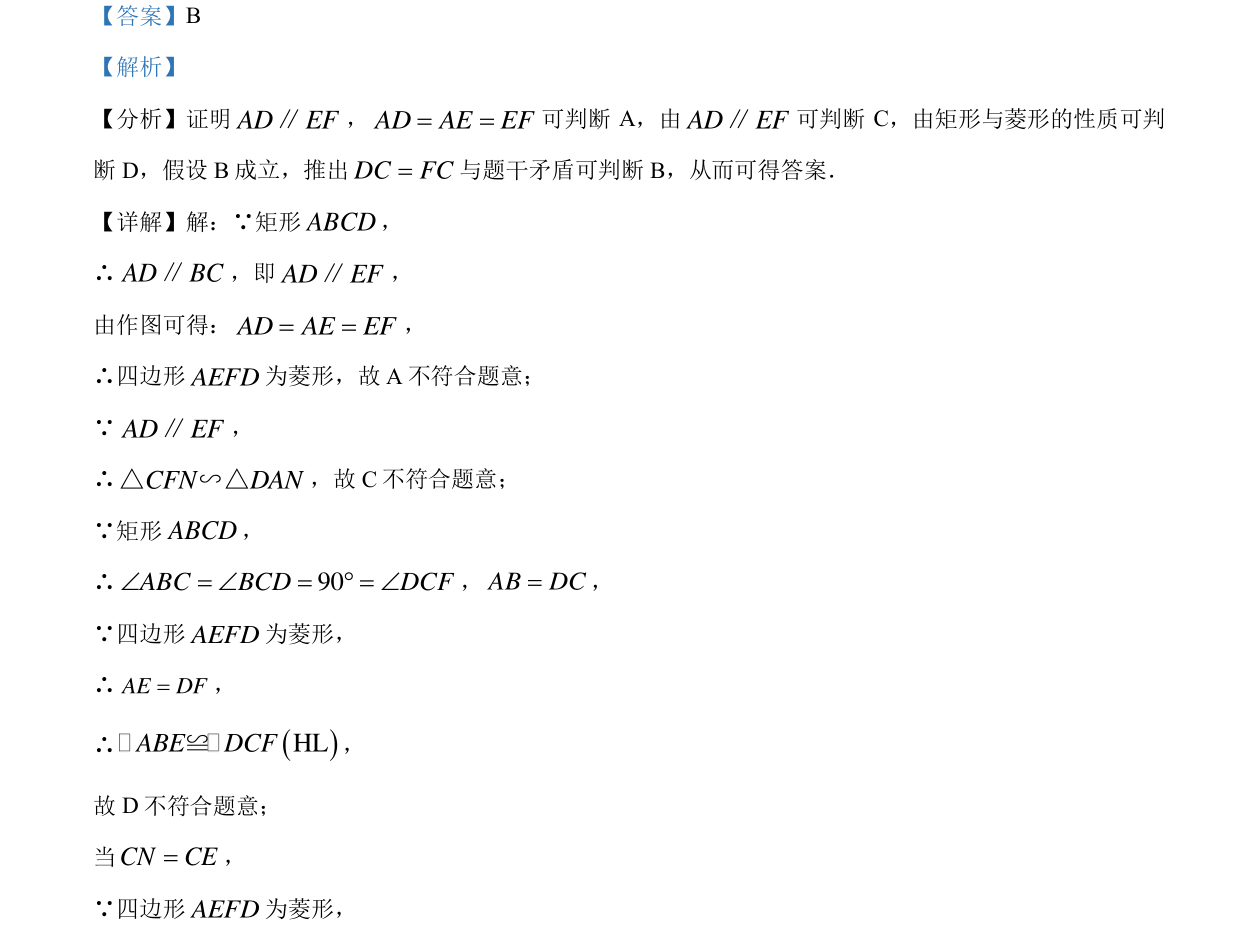 【答案】B
【解析】
【分析】证明 AD∥EF，AD = AE = EF 可判断 A，由 AD∥EF 可判断 C，由矩形与菱形的性质可判
断 D，假设 B 成立，推出 DC = FC 与题干矛盾可判断 B，从而可得答案.
【详解】解：∵矩形 ABCD，
∴ AD∥BC，即 AD∥EF，
由作图可得：AD = AE = EF，
∴四边形 AEFD 为菱形，故 A 不符合题意；
∵ AD∥EF，
∴△CFN∽△DAN，故 C 不符合题意；
∵矩形 ABCD，
∴ ∠ABC = ∠BCD = 90° = ∠DCF，AB = DC，
∵四边形 AEFD 为菱形，
∴ AE = DF，
∴□ABE≌□DCF(HL)，
故 D 不符合题意；
当 CN = CE，
∵四边形 AEFD 为菱形，